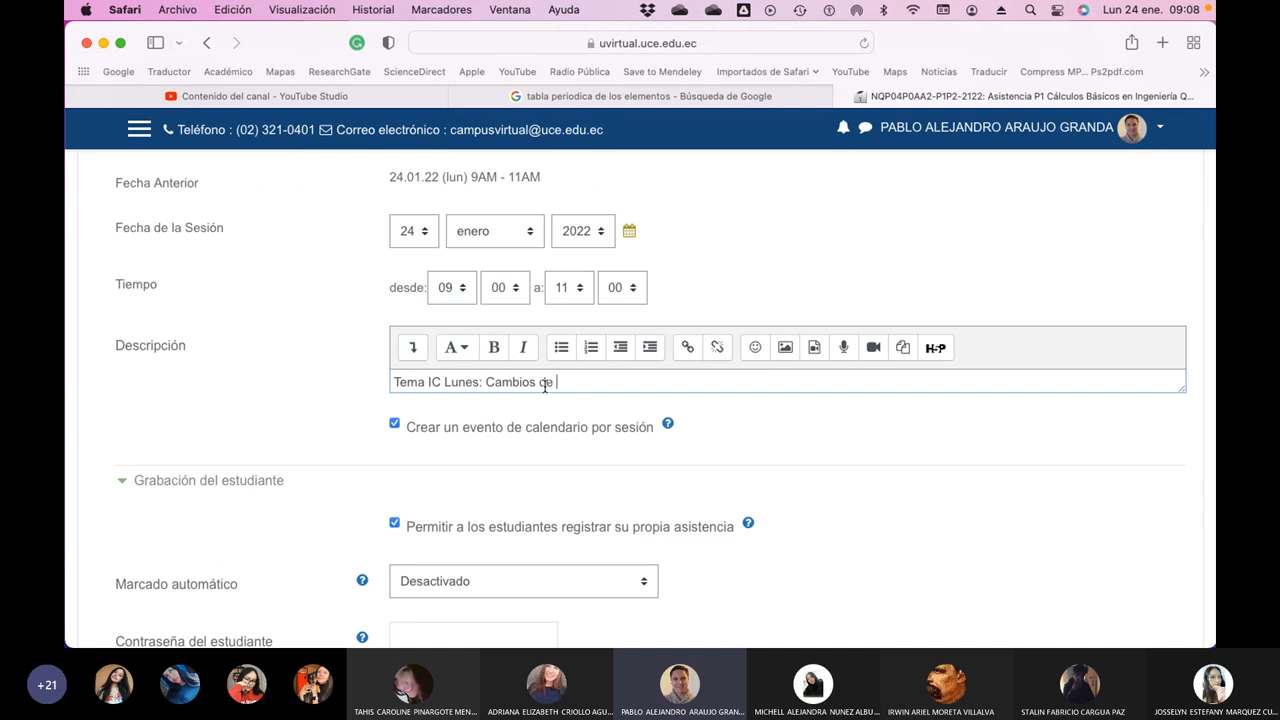 Safari Archivo Edición Visualización Historial Marcadores Ventana Ayuda Lun 24 ene. 09:08
uvirtual.uce.edu.ec
Google Traductor Académico Mapas ResearchGate ScienceDirect Apple YouTube Radio Pública Save to Mendeley Importados de Safari YouTube Maps Noticias Traducir Compress MP... Ps2pdf.com
Contenido del canal - YouTube Studio tabla periodica de los elementos - Búsqueda de Google NQP04P0AA2-P1P2-2122: Asistencia P1 Cálculos Básicos en Ingeniería Q...
Teléfono : (02) 321-0401 Correo electrónico : campusvirtual@uce.edu.ec PABLO ALEJANDRO ARAUJO GRANDA
Fecha Anterior 24.01.22 (lun) 9AM - 11AM
Fecha de la Sesión 24 enero 2022
Tiempo desde: 09 00 a: 11 00
Descripción
A B I H-P
Tema IC Lunes: Cambios de
Crear un evento de calendario por sesión
Grabación del estudiante
Permitir a los estudiantes registrar su propia asistencia
Marcado automático Desactivado
Contraseña del estudiante
+21
TAHIS CAROLINE PINARGOTE MEN... ADRIANA ELIZABETH CRIOLLO AGU... PABLO ALEJANDRO ARAUJO GRAN... MICHELL ALEJANDRA NUNEZ ALBU... IRWIN ARIEL MORETA VILLALVA STALIN FABRICIO CARGUA PAZ JOSSELYN ESTEFANY MARQUEZ CU...